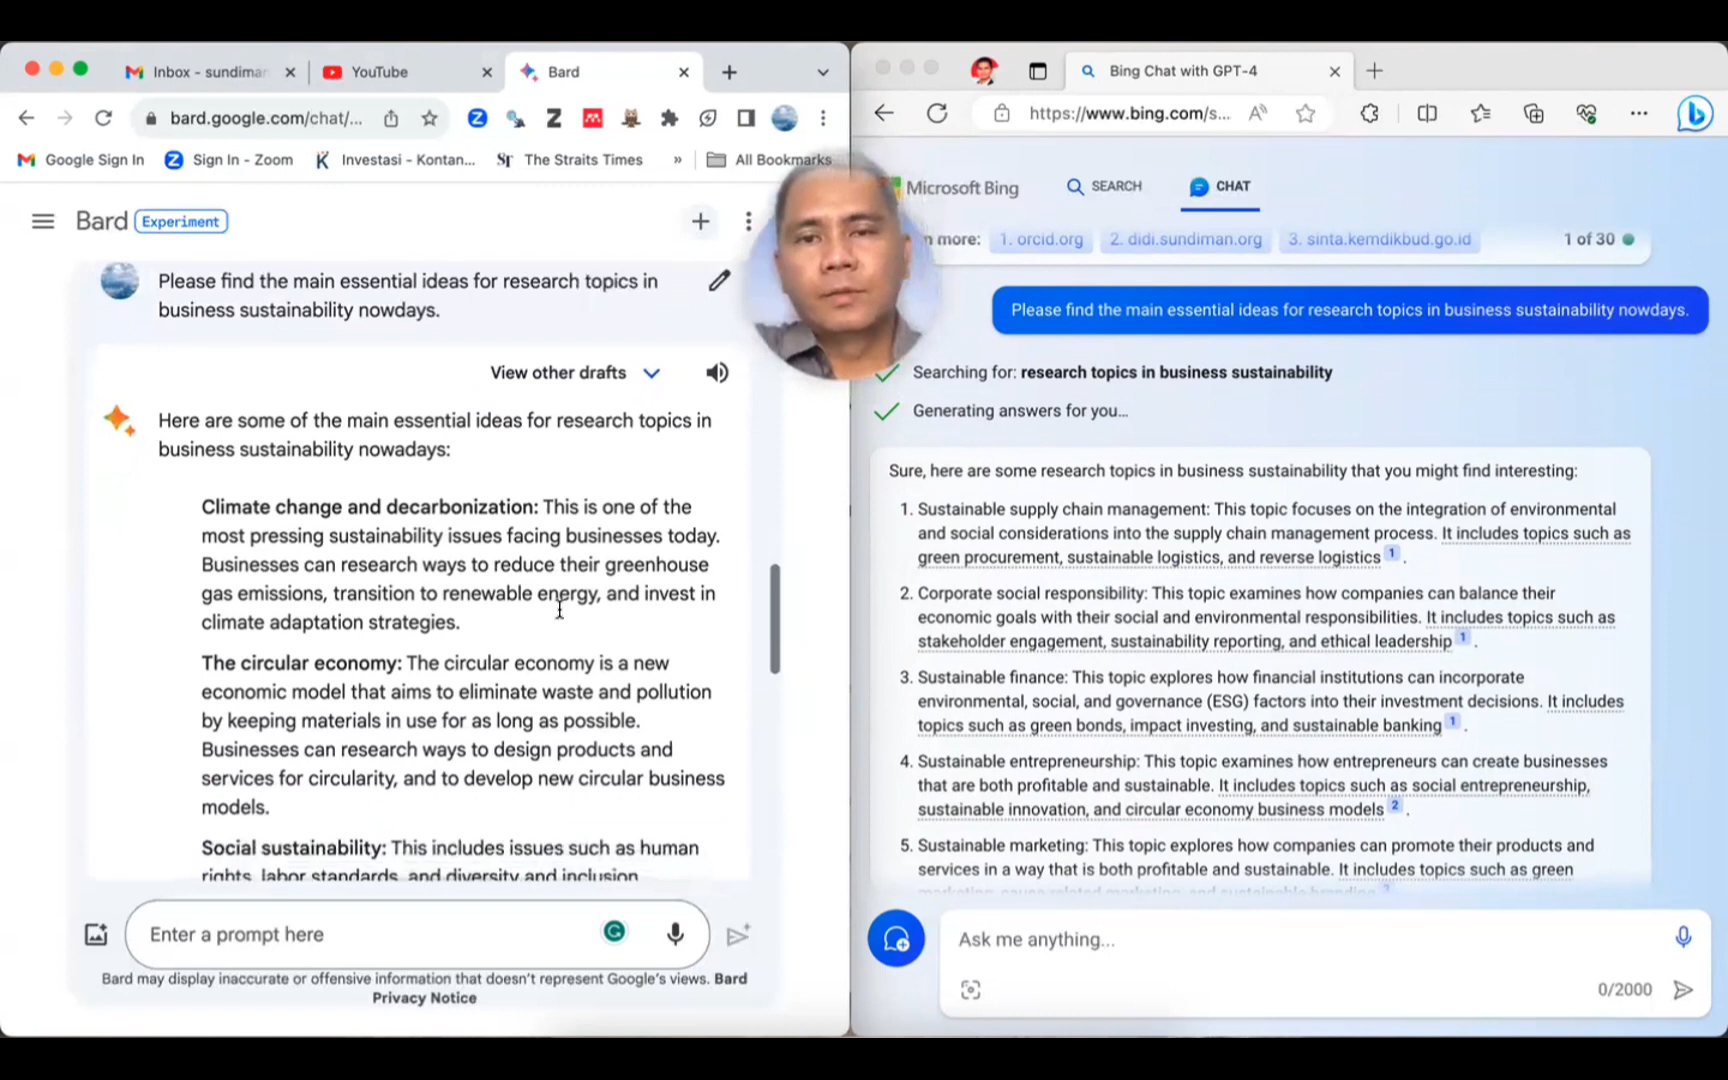 Inbox - sundiman
YouTube
Bard
bard.google.com/chat/...
Google Sign In
Sign In - Zoom
Investasi - Kontan...
The Straits Times
»
All Bookmarks
Bard
Experiment
Please find the main essential ideas for research topics in
business sustainability nowdays.
View other drafts
Here are some of the main essential ideas for research topics in
business sustainability nowadays:
Climate change and decarbonization: This is one of the
most pressing sustainability issues facing businesses today.
Businesses can research ways to reduce their greenhouse
gas emissions, transition to renewable energy, and invest in
climate adaptation strategies.
The circular economy: The circular economy is a new
economic model that aims to eliminate waste and pollution
by keeping materials in use for as long as possible.
Businesses can research ways to design products and
services for circularity, and to develop new circular business
models.
Social sustainability: This includes issues such as human
rights, labor standards, and diversity and inclusion
Enter a prompt here
Bard may display inaccurate or offensive information that doesn't represent Google's views. Bard
Privacy Notice
Bing Chat with GPT-4
https://www.bing.com/s...
Microsoft Bing
SEARCH
CHAT
n more:
1. orcid.org
2. didi.sundiman.org
3. sinta.kemdikbud.go.id
1 of 30
Please find the main essential ideas for research topics in business sustainability nowdays.
Searching for: research topics in business sustainability
Generating answers for you...
Sure, here are some research topics in business sustainability that you might find interesting:
1. Sustainable supply chain management: This topic focuses on the integration of environmental
and social considerations into the supply chain management process. It includes topics such as
green procurement, sustainable logistics, and reverse logistics 1 .
2. Corporate social responsibility: This topic examines how companies can balance their
economic goals with their social and environmental responsibilities. It includes topics such as
stakeholder engagement, sustainability reporting, and ethical leadership 1 .
3. Sustainable finance: This topic explores how financial institutions can incorporate
environmental, social, and governance (ESG) factors into their investment decisions. It includes
topics such as green bonds, impact investing, and sustainable banking 1 .
4. Sustainable entrepreneurship: This topic examines how entrepreneurs can create businesses
that are both profitable and sustainable. It includes topics such as social entrepreneurship,
sustainable innovation, and circular economy business models 2 .
5. Sustainable marketing: This topic explores how companies can promote their products and
services in a way that is both profitable and sustainable. It includes topics such as green
Ask me anything...
0/2000